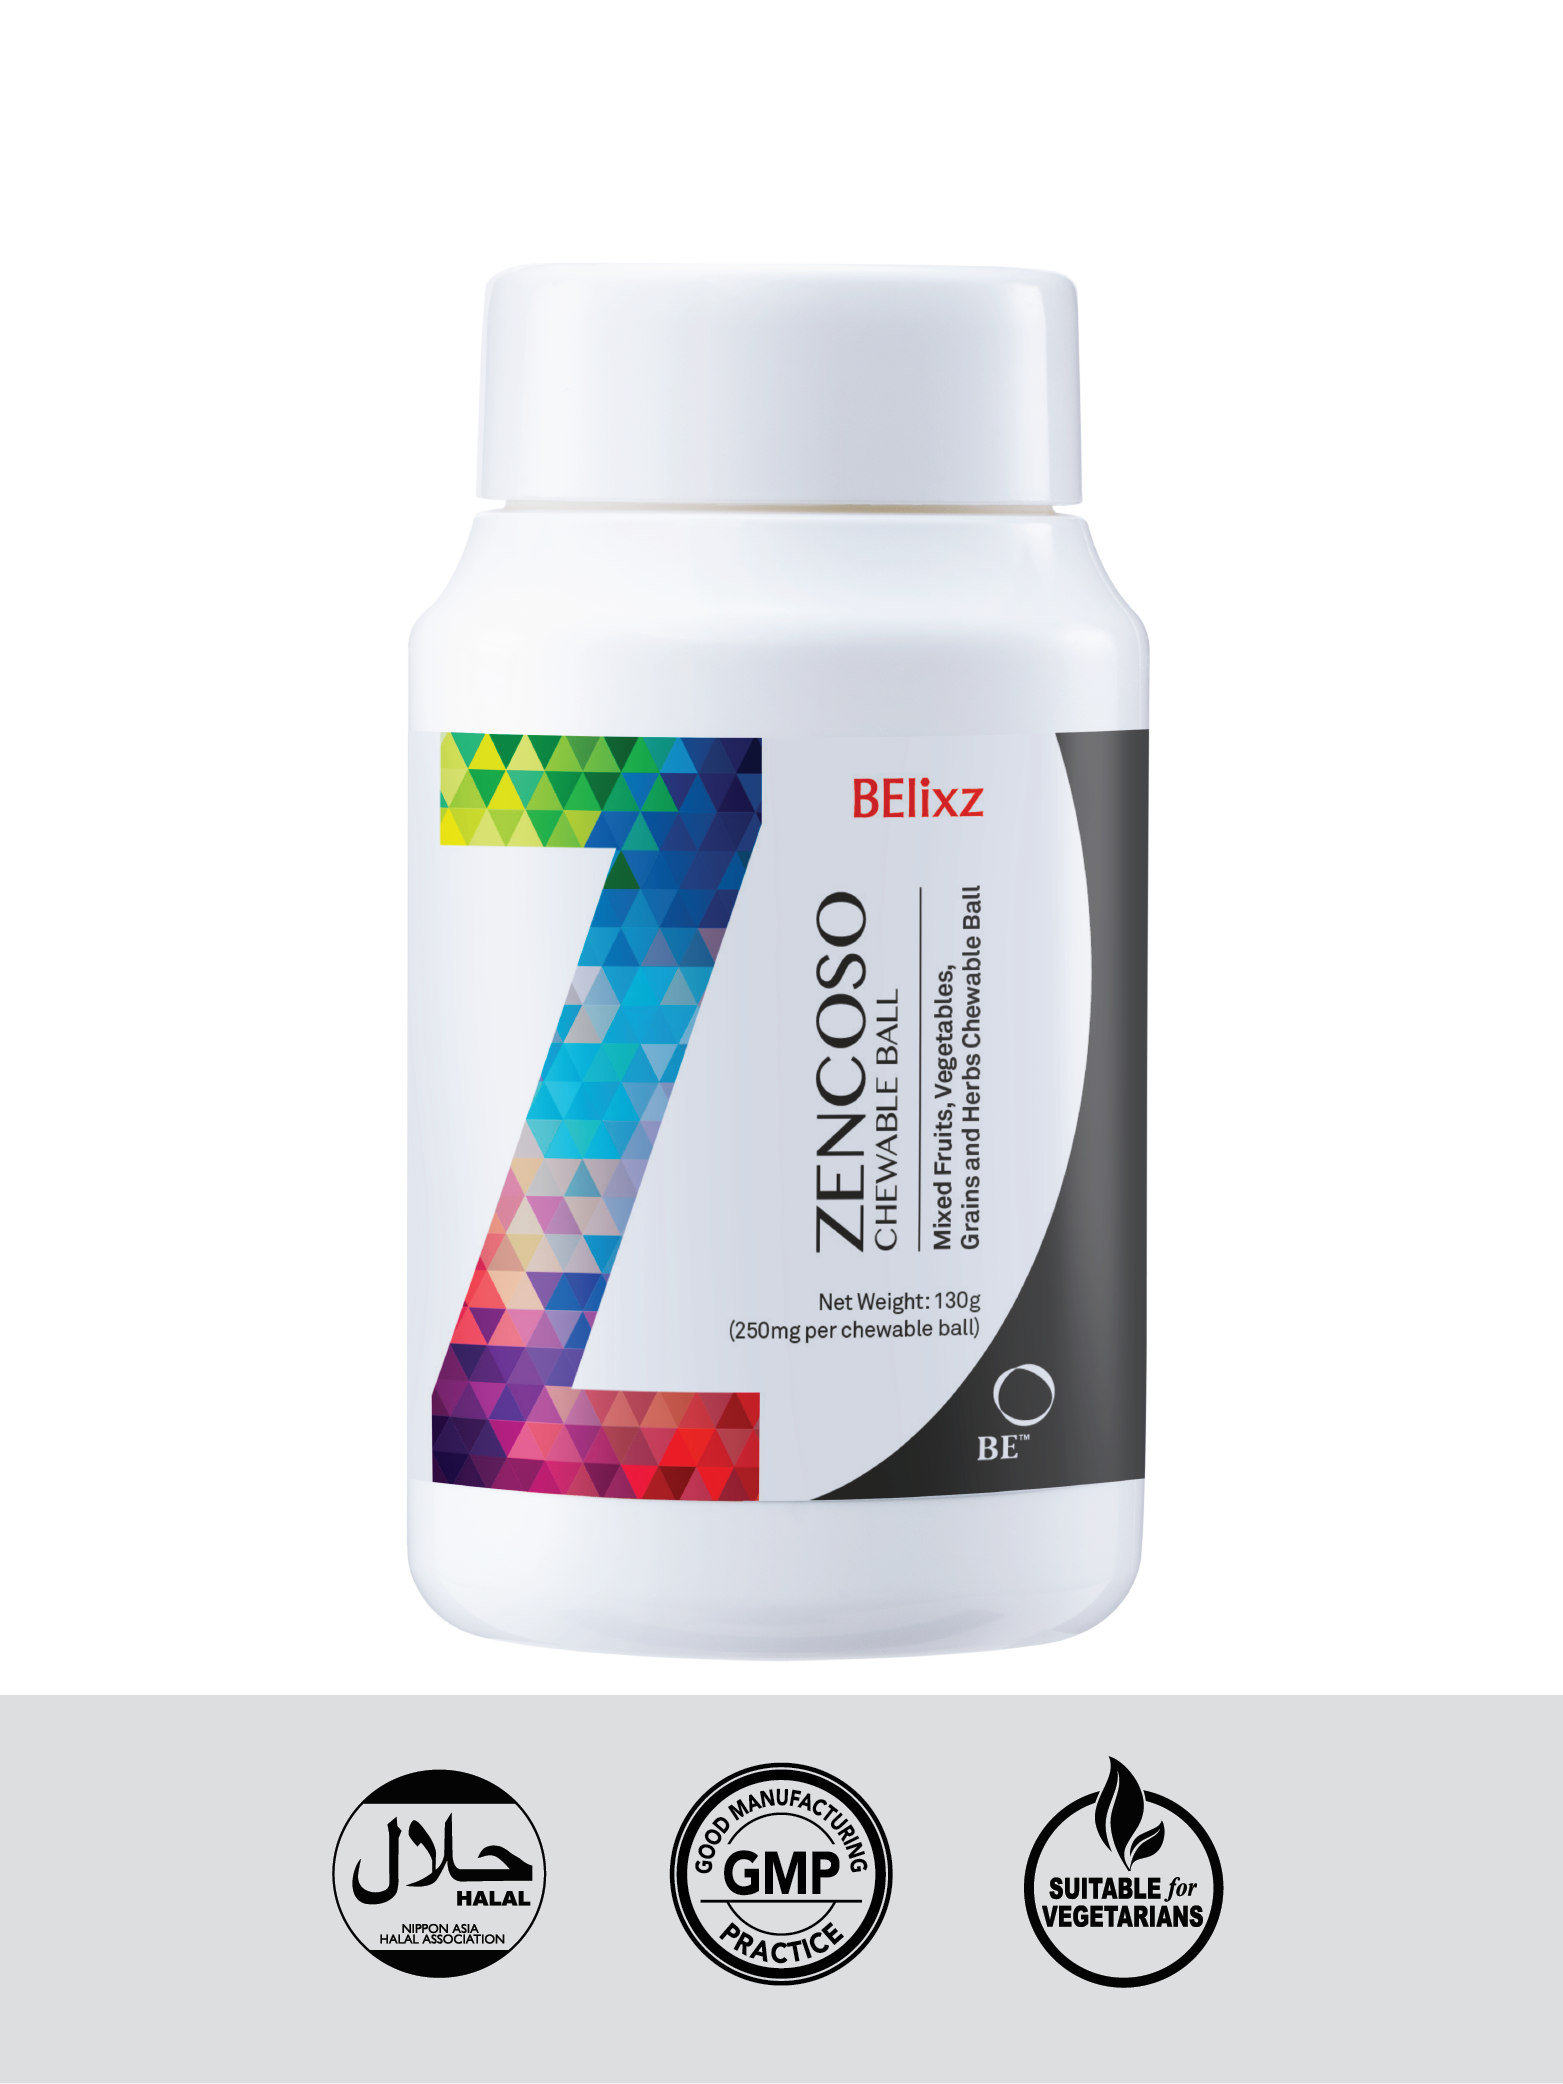 BElixz
ZENCOSO
CHEWABLE BALL
Mixed Fruits, Vegetables,
Grains and Herbs Chewable Ball
Net Weight: 130g
(250mg per chewable ball)
BE™
حلال
HALAL
NIPPON ASIA
HALAL ASSOCIATION
GOOD MANUFACTURING
GMP
PRACTICE
SUITABLE for
VEGETARIANS